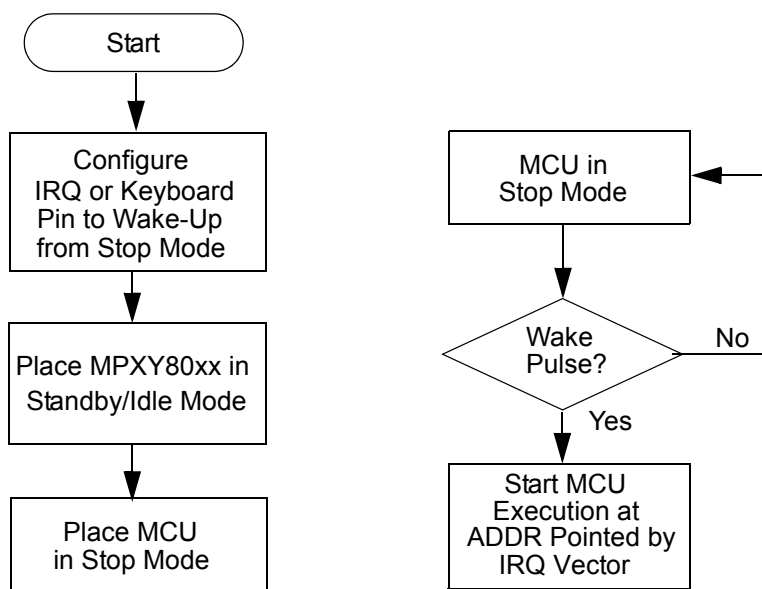 Start
Configure
IRQ or Keyboard
Pin to Wake-Up
from Stop Mode
Place MPXY80xx in
Standby/Idle Mode
Place MCU
in Stop Mode
MCU in
Stop Mode
Wake
Pulse?
No
Yes
Start MCU
Execution at
ADDR Pointed by
IRQ Vector